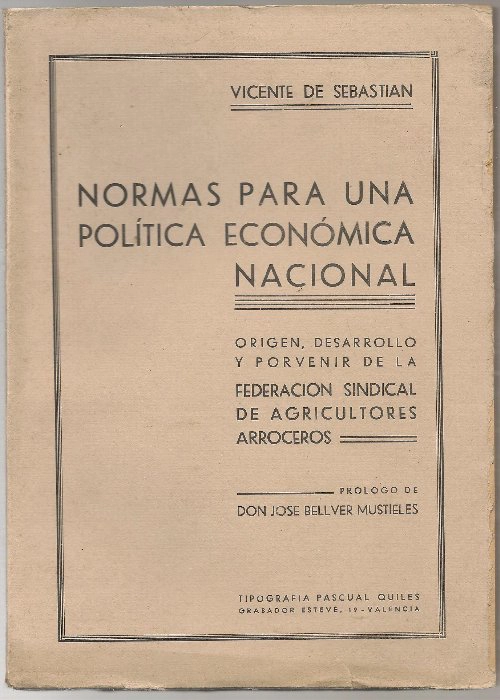 VICENTE DE SEBASTIAN
NORMAS PARA UNA
POLÍTICA ECONÓMICA
NACIONAL
ORIGEN, DESARROLLO
Y PORVENIR DE LA
FEDERACION SINDICAL
DE AGRICULTORES
ARROCEROS
PROLOGO DE
DON JOSE BELLVER MUSTIELES
TIPOGRAFIA PASCUAL QUILES
GRABADOR ESTEVE, 19 - VALENCIA